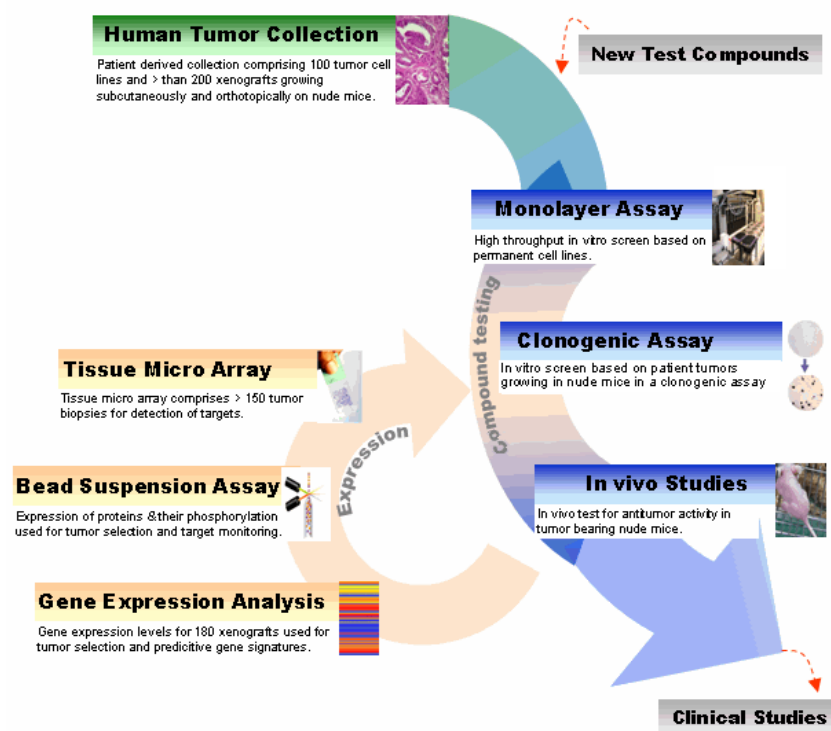 Human Tumor Collection
Patient derived collection comprising 100 tumor cell
lines and > than 200 xenografts growing
subcutaneously and orthotopically on nude mice.
New Test Compounds
Monolayer Assay
High throughput in vitro screen based on
permanent cell lines.
Compound testing
Clonogenic Assay
In vitro screen based on patient tumors
growing in nude mice in a clonogenic assay
Tissue Micro Array
Tissue micro array comprises > 150 tumor
biopsies for detection of targets.
Expression
Bead Suspension Assay
Expression of proteins &their phosphorylation
used for tumor selection and target monitoring.
In vivo Studies
In vivo test for antitumor activity in
tumor bearing nude mice.
Gene Expression Analysis
Gene expression levels for 180 xenografts used for
tumor selection and predicitive gene signatures.
Clinical Studies